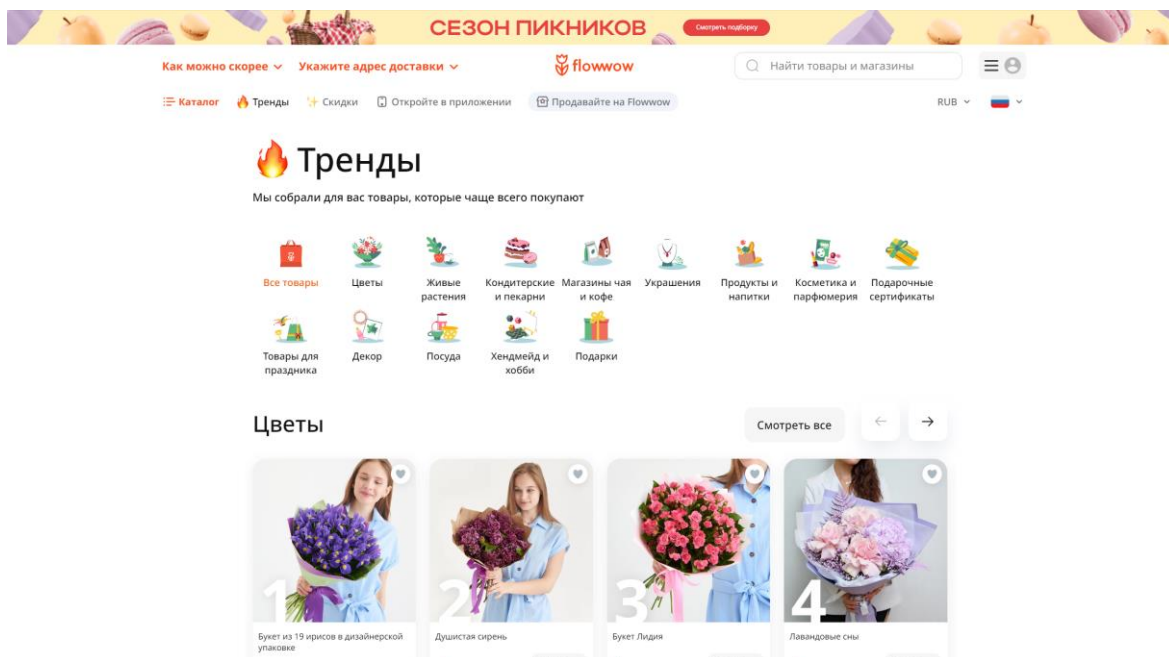 СЕЗОН ПИКНИКОВ
Смотреть подборку
Как можно скорее
Укажите адрес доставки
flowwow
Найти товары и магазины
Каталог
Тренды
Скидки
Откройте в приложении
Продавайте на Flowwow
RUB
Тренды
Мы собрали для вас товары, которые чаще всего покупают
Все товары
Цветы
Живые
растения
Кондитерские
и пекарни
Магазины чая
и кофе
Украшения
Продукты и
напитки
Косметика и
парфюмерия
Подарочные
сертификаты
Товары для
праздника
Декор
Посуда
Хендмейд и
хобби
Подарки
Цветы
Смотреть все
1
2
3
4
Букет из 19 ирисов в дизайнерской
упаковке
Душистая сирень
Букет Лидия
Лавандовые сны